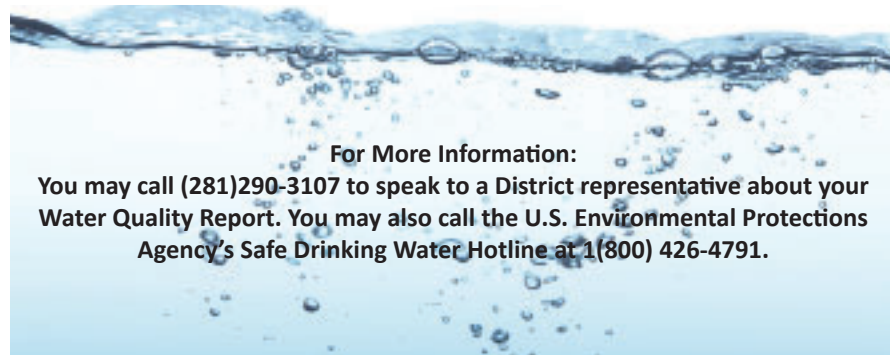 For More Information:
You may call (281)290-3107 to speak to a District representative about your
Water Quality Report. You may also call the U.S. Environmental Protections
Agency's Safe Drinking Water Hotline at 1(800) 426-4791.